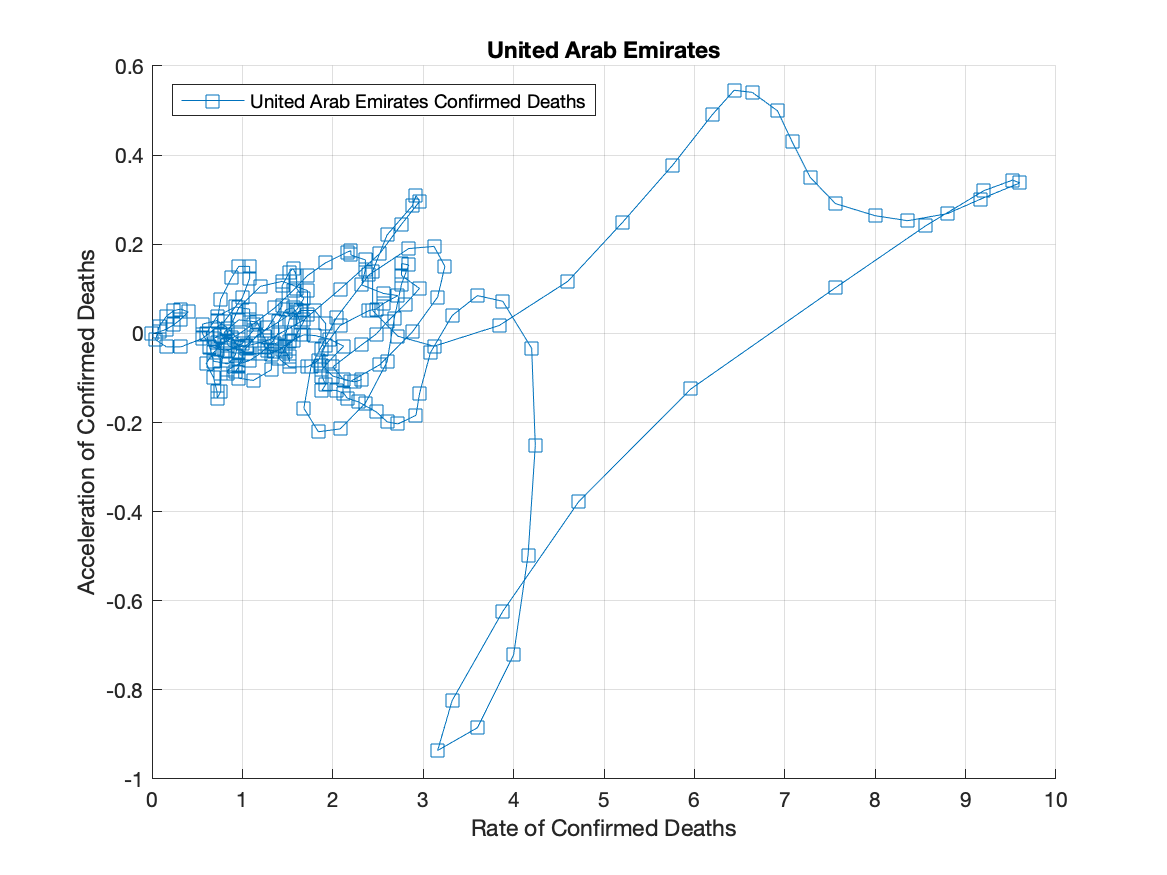 United Arab Emirates
United Arab Emirates Confirmed Deaths
Acceleration of Confirmed Deaths
0.6
0.4
0.2
0
-0.2
-0.4
-0.6
-0.8
-1
0 1 2 3 4 5 6 7 8 9 10
Rate of Confirmed Deaths